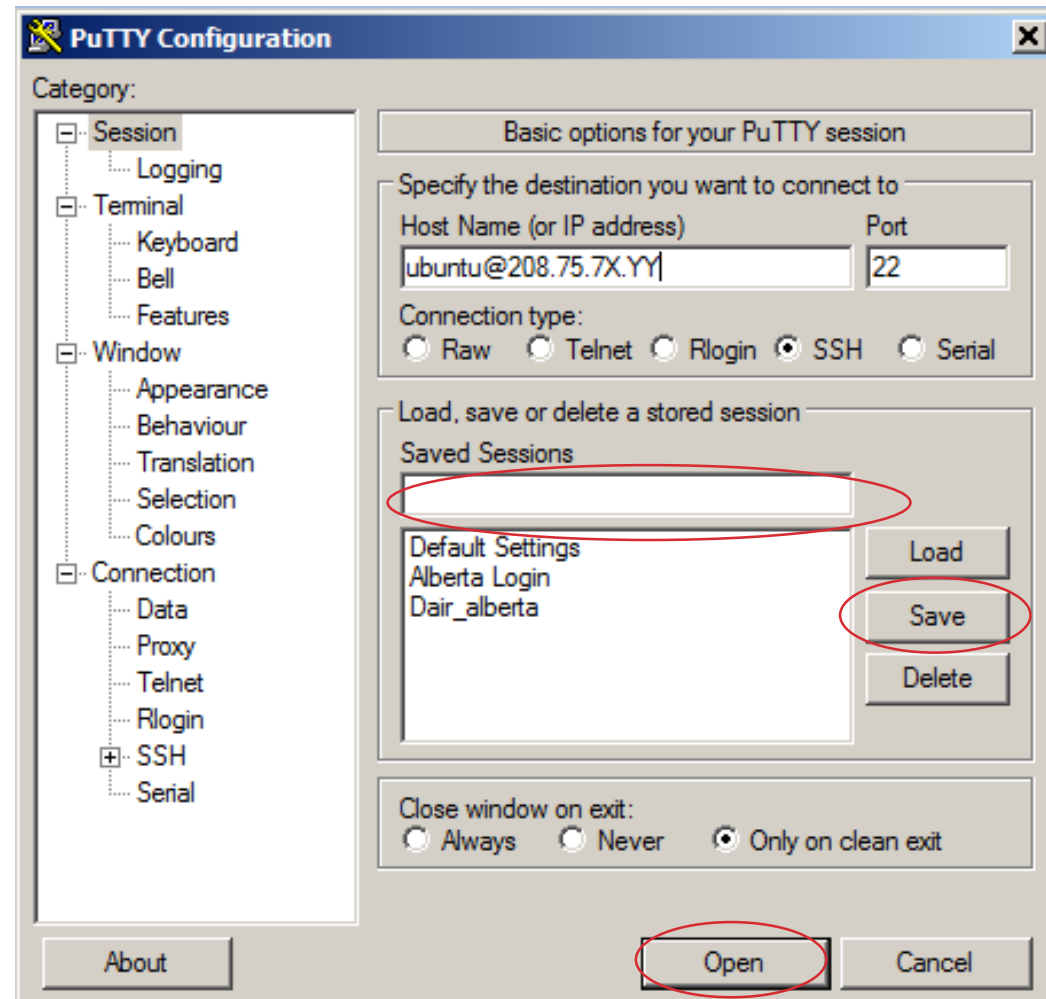 PuTTY Configuration
Category:
Session
Logging
Terminal
Keyboard
Bell
Features
Window
Appearance
Behaviour
Translation
Selection
Colours
Connection
Data
Proxy
Telnet
Rlogin
SSH
Serial
Basic options for your PuTTY session
Specify the destination you want to connect to
Host Name (or IP address) Port
ubuntu@208.75.7X.YY 22
Connection type:
Raw Telnet Rlogin SSH Serial
Load, save or delete a stored session
Saved Sessions
Default Settings
Alberta Login
Dair_alberta
Load
Save
Delete
Close window on exit:
Always Never Only on clean exit
About Open Cancel